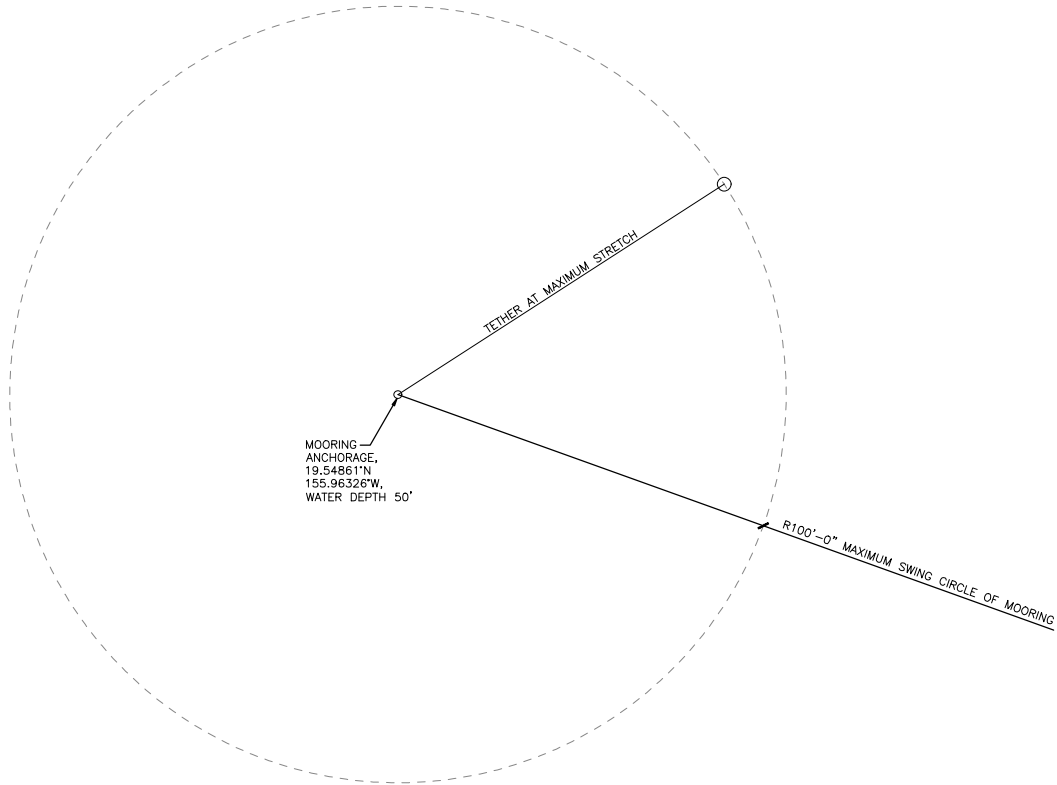 TETHER AT MAXIMUM STRETCH
MOORING
ANCHORAGE,
19.54861°N
155.96326°W,
WATER DEPTH 50'
R100'-0" MAXIMUM SWING CIRCLE OF MOORING